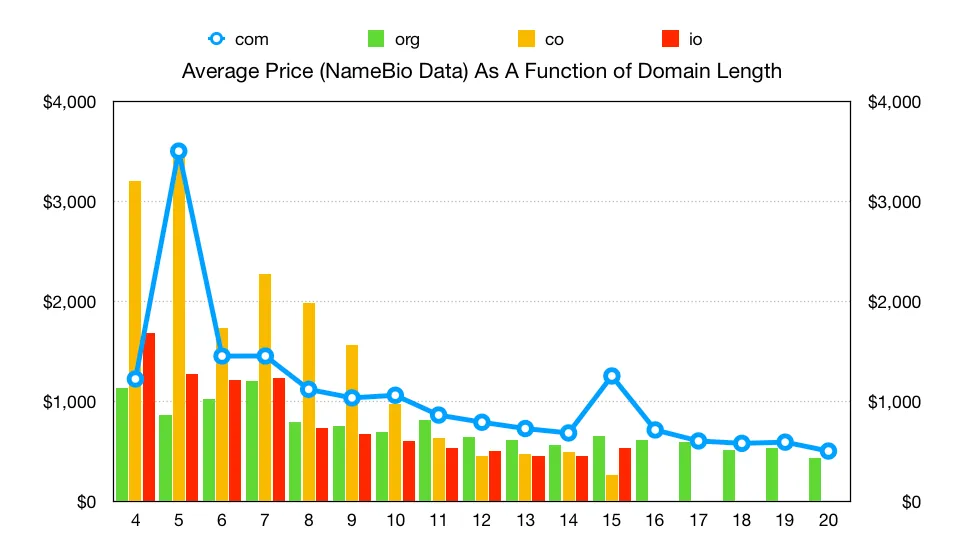 com org co io
Average Price (NameBio Data) As A Function of Domain Length
$4,000 $4,000
$3,000 $3,000
$2,000 $2,000
$1,000 $1,000
$0 $0
4 5 6 7 8 9 10 11 12 13 14 15 16 17 18 19 20